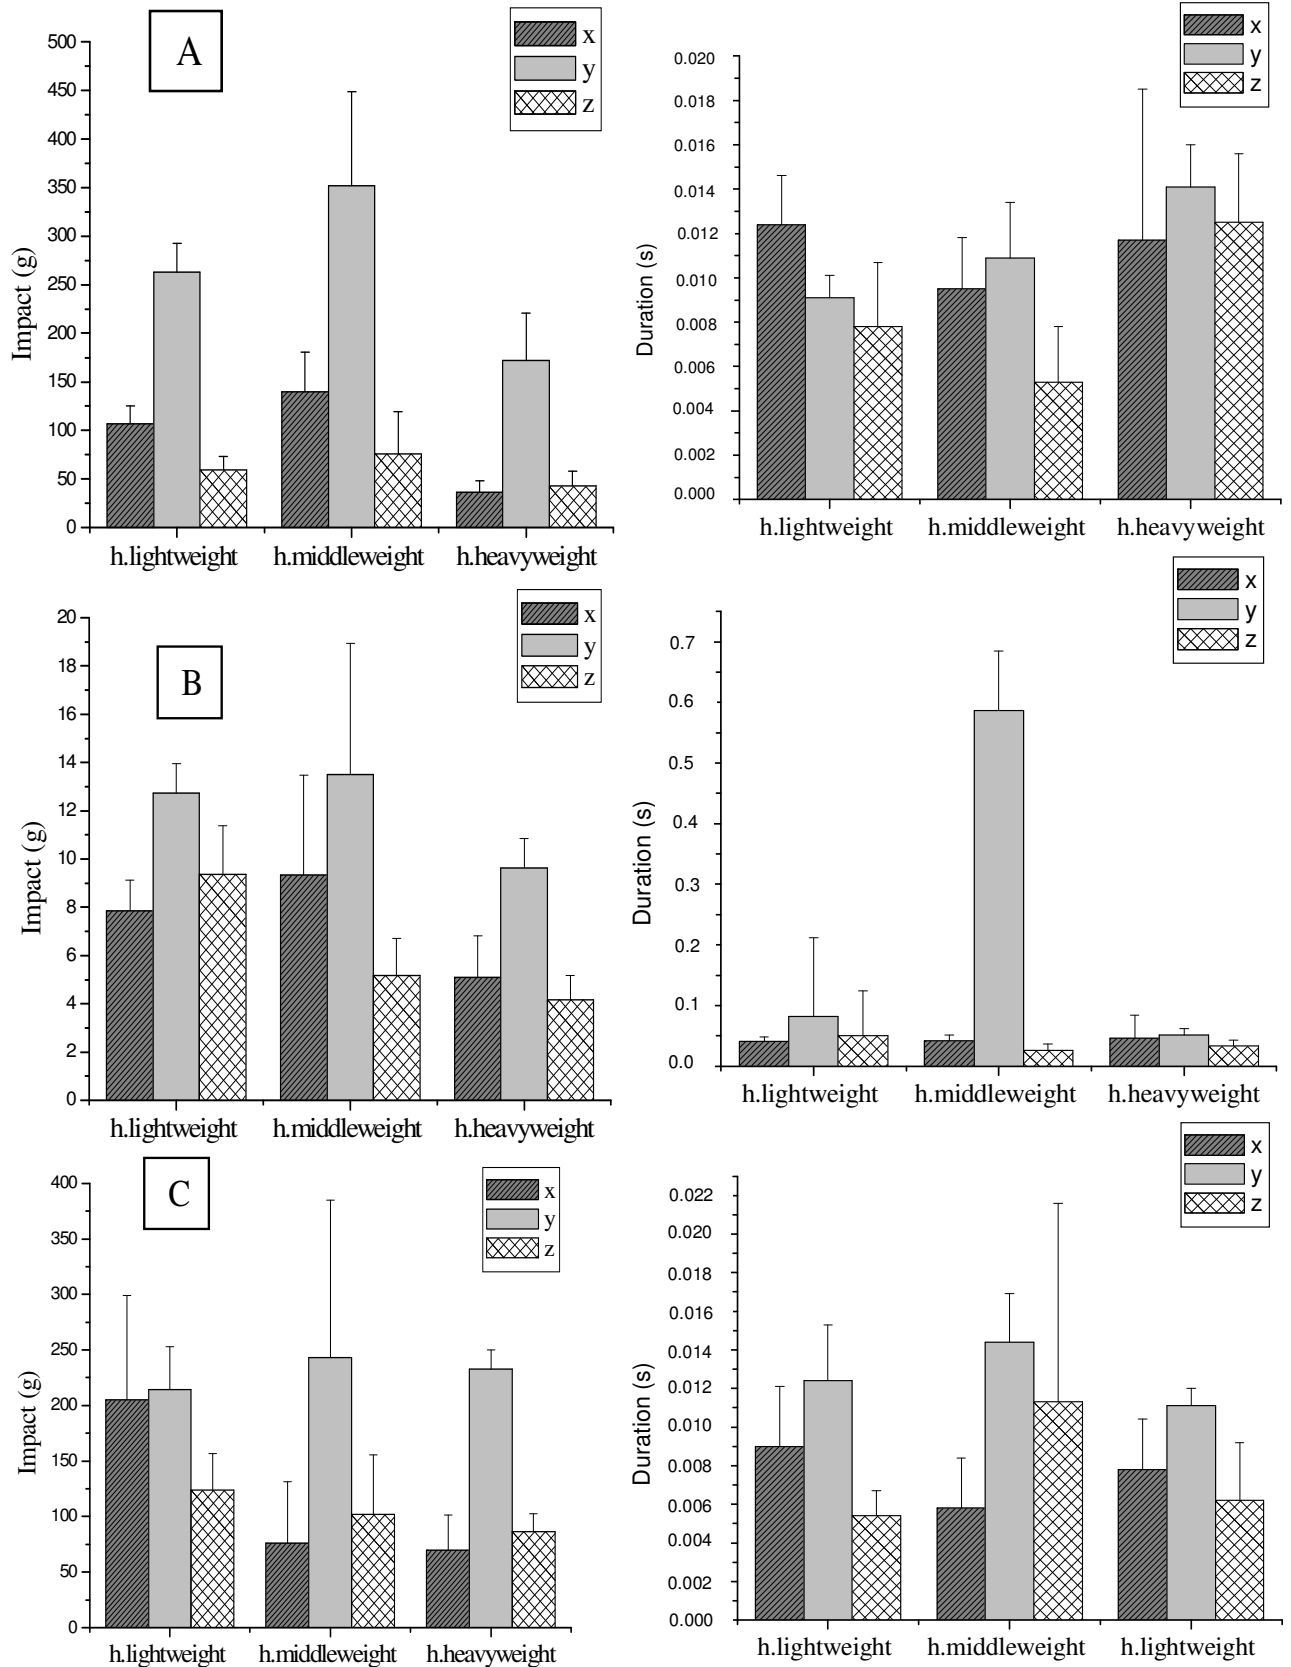 A
x
y
z
Impact (g)
500
450
400
350
300
250
200
150
100
50
0
h.lightweight h.middleweight h.heavyweight
x
y
z
Duration (s)
0.020
0.018
0.016
0.014
0.012
0.010
0.008
0.006
0.004
0.002
0.000
h.lightweight h.middleweight h.heavyweight
B
x
y
z
Impact (g)
20
18
16
14
12
10
8
6
4
2
0
h.lightweight h.middleweight h.heavyweight
x
y
z
Duration (s)
0.7
0.6
0.5
0.4
0.3
0.2
0.1
0.0
h.lightweight h.middleweight h.heavyweight
C
x
y
z
Impact (g)
400
350
300
250
200
150
100
50
0
h.lightweight h.middleweight h.heavyweight
x
y
z
Duration (s)
0.022
0.020
0.018
0.016
0.014
0.012
0.010
0.008
0.006
0.004
0.002
0.000
h.lightweight h.middleweight h.lightweight